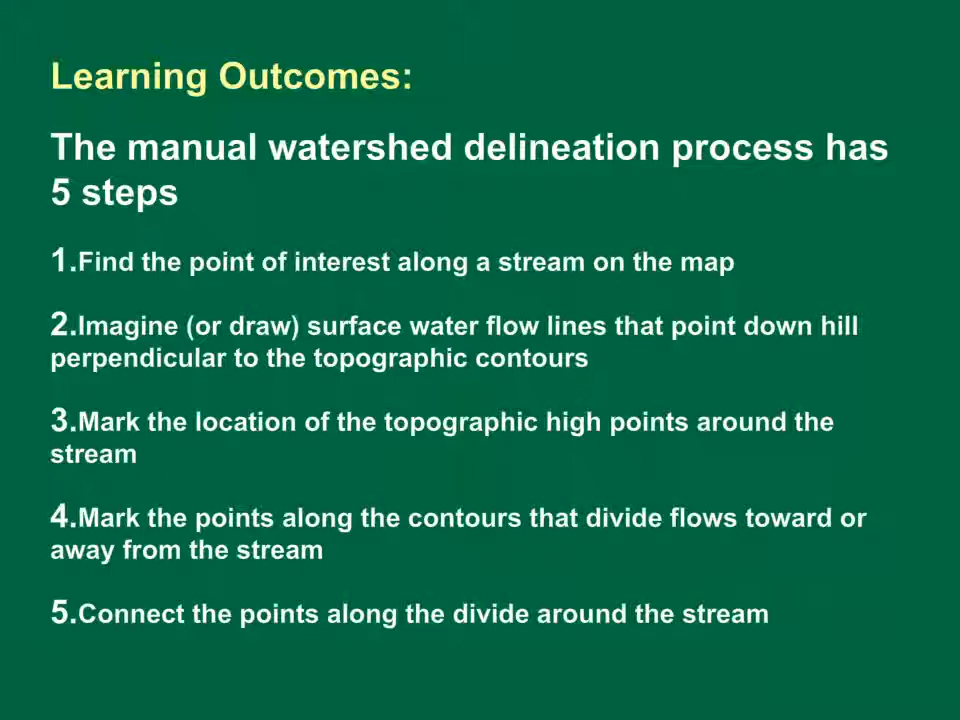 Learning Outcomes:
The manual watershed delineation process has
5 steps
1.Find the point of interest along a stream on the map
2.Imagine (or draw) surface water flow lines that point down hill
perpendicular to the topographic contours
3.Mark the location of the topographic high points around the
stream
4.Mark the points along the contours that divide flows toward or
away from the stream
5.Connect the points along the divide around the stream